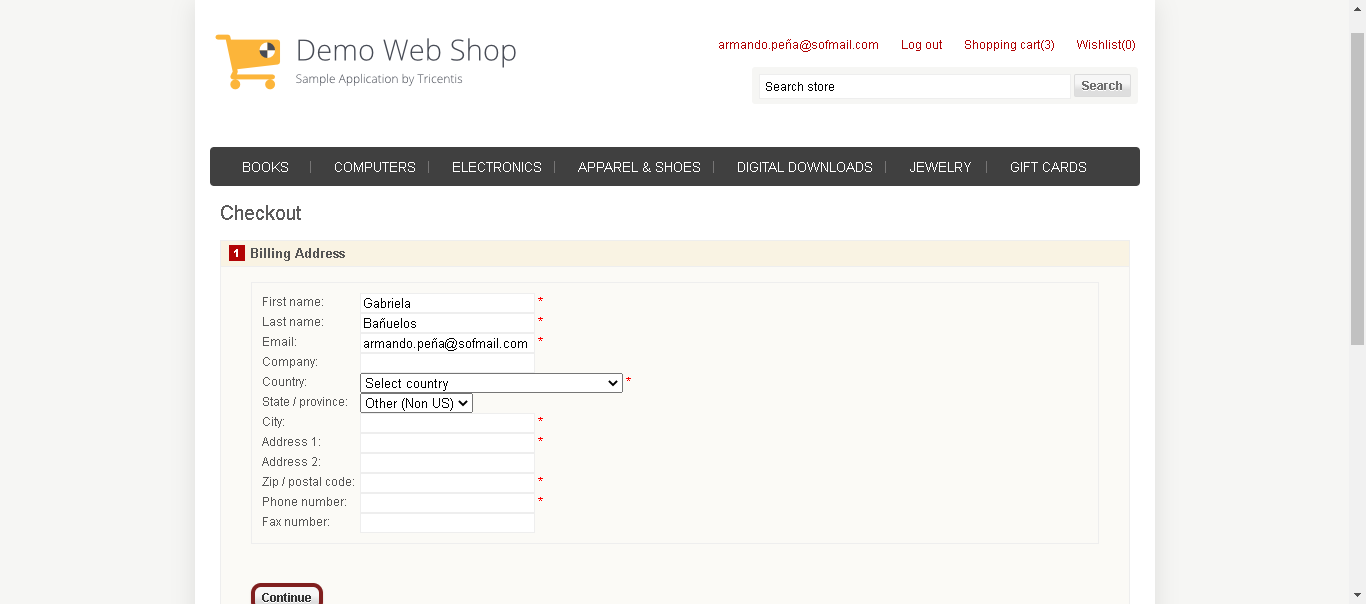 Demo Web Shop
Sample Application by Tricentis
armando.peña@sofmail.com Log out Shopping cart(3) Wishlist(0)
Search store Search
BOOKS COMPUTERS ELECTRONICS APPAREL & SHOES DIGITAL DOWNLOADS JEWELRY GIFT CARDS
Checkout
1 Billing Address
First name: Gabriela *
Last name: Bañuelos *
Email: armando.peña@sofmail.com *
Company:
Country: Select country *
State / province: Other (Non US)
City: *
Address 1: *
Address 2:
Zip / postal code: *
Phone number: *
Fax number:
Continue